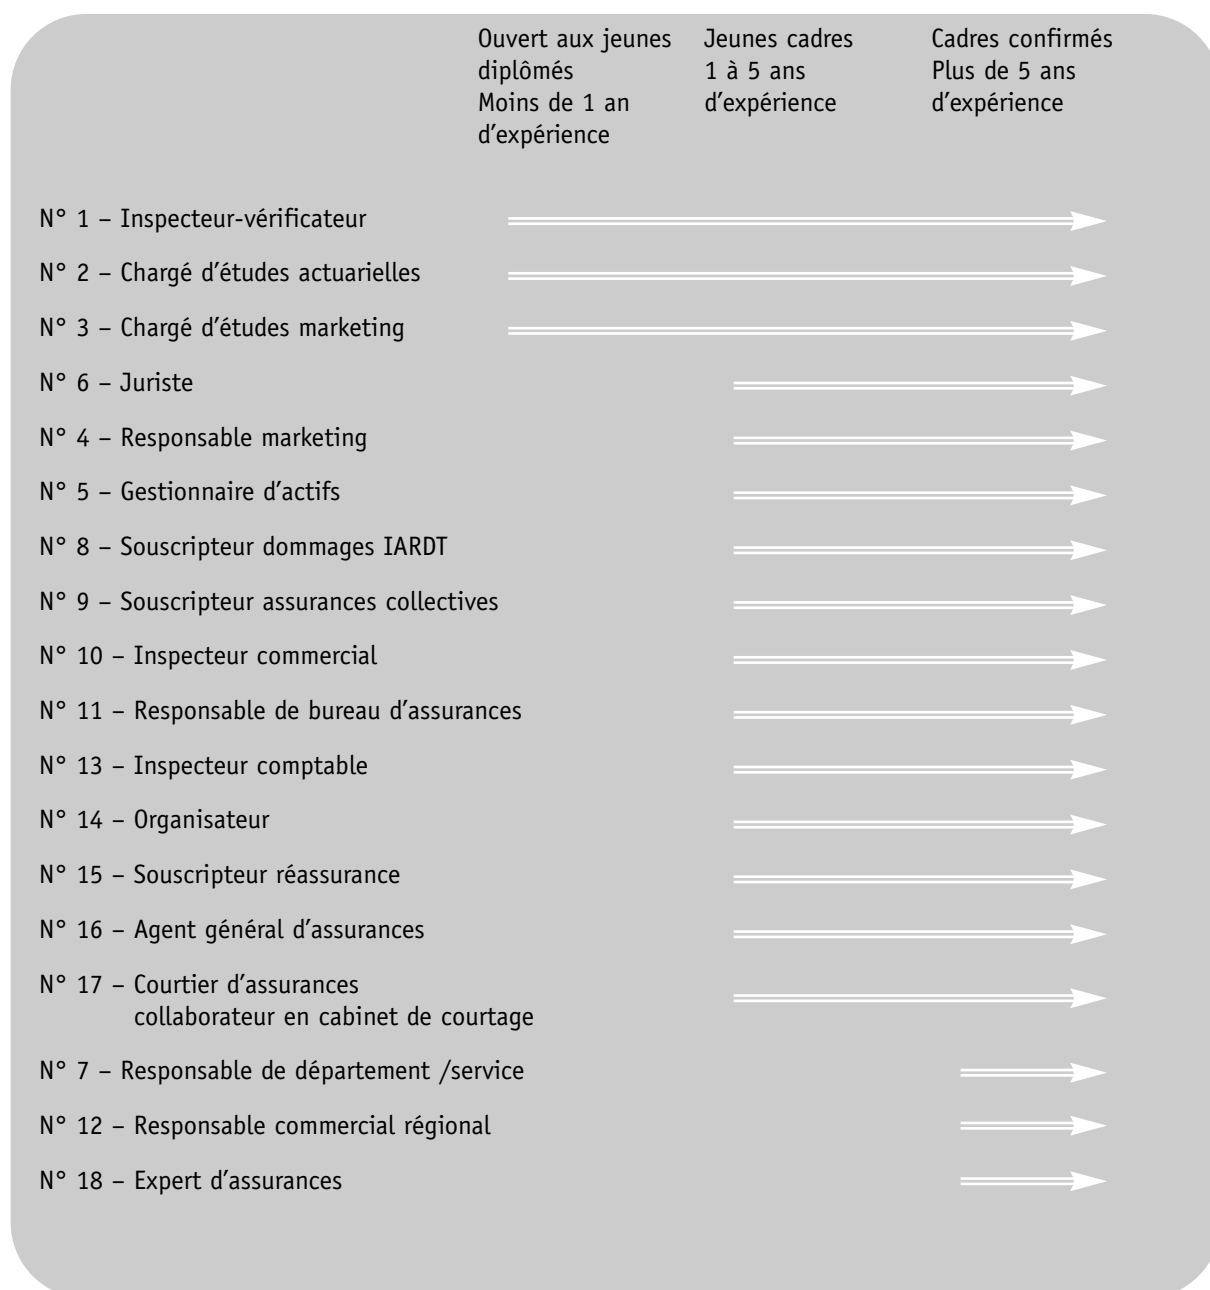 Ouvert aux jeunes
diplômés
Moins de 1 an
d'expérience
Jeunes cadres
1 à 5 ans
d'expérience
Cadres confirmés
Plus de 5 ans
d'expérience
N° 1 – Inspecteur-vérificateur
N° 2 – Chargé d'études actuarielles
N° 3 – Chargé d'études marketing
N° 6 – Juriste
N° 4 – Responsable marketing
N° 5 – Gestionnaire d'actifs
N° 8 – Souscripteur dommages IARDT
N° 9 – Souscripteur assurances collectives
N° 10 – Inspecteur commercial
N° 11 – Responsable de bureau d'assurances
N° 13 – Inspecteur comptable
N° 14 – Organisateur
N° 15 – Souscripteur réassurance
N° 16 – Agent général d'assurances
N° 17 – Courtier d'assurances
collaborateur en cabinet de courtage
N° 7 – Responsable de département /service
N° 12 – Responsable commercial régional
N° 18 – Expert d'assurances